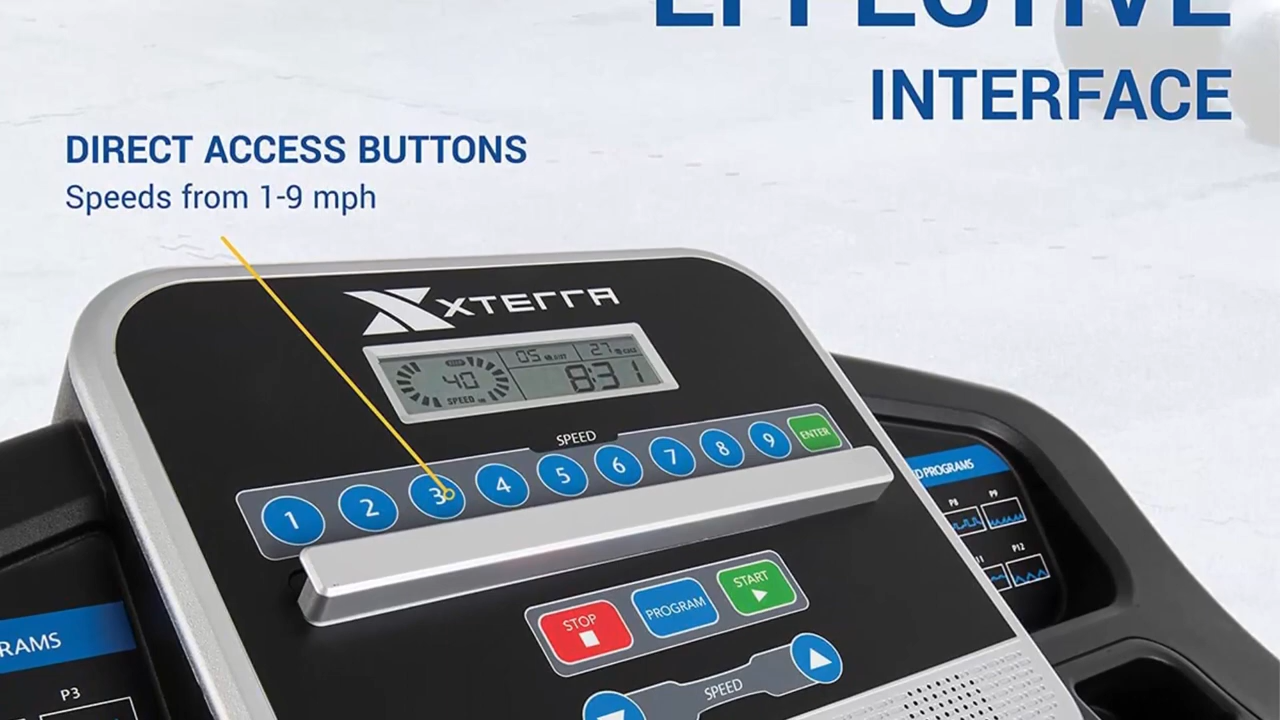 EFFECTIVE
INTERFACE
DIRECT ACCESS BUTTONS
Speeds from 1-9 mph
XTERRA
05
27
40
8:31
SPEED
SPEED
1 2 3 4 5 6 7 8 9 ENTER
PROGRAMS
P8 P9
P12
STOP PROGRAM START
SPEED
RAMS
P3